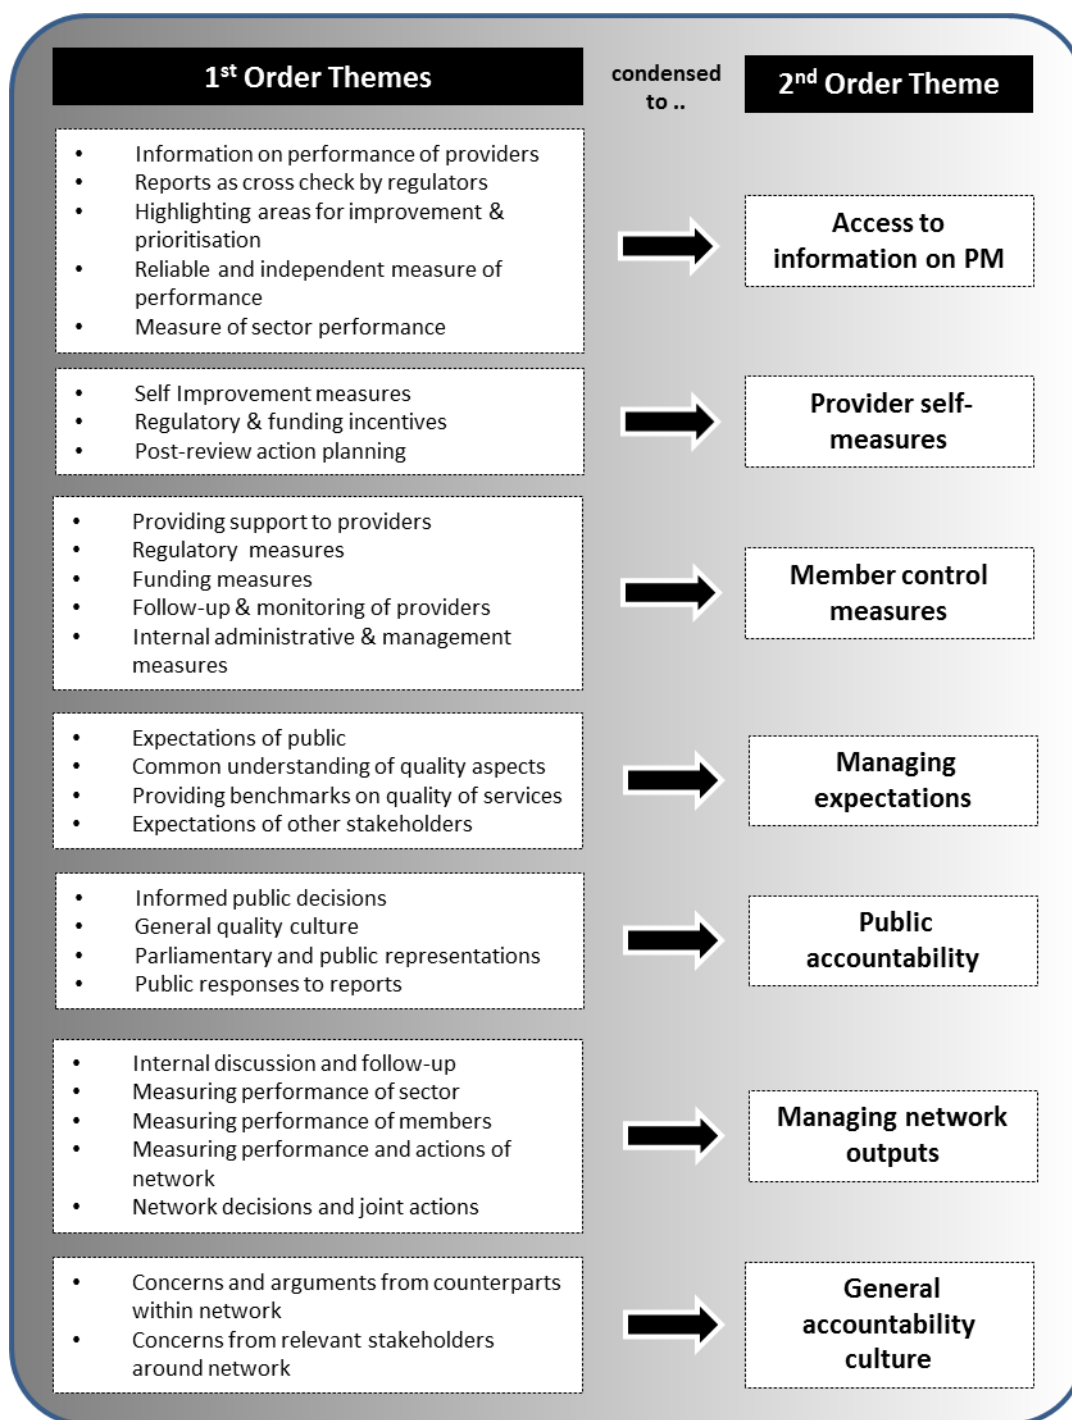 1st Order Themes
condensed
to ..
2nd Order Theme
• Information on performance of providers
• Reports as cross check by regulators
• Highlighting areas for improvement &
prioritisation
• Reliable and independent measure of
performance
• Measure of sector performance
Access to
information on PM
• Self Improvement measures
• Regulatory & funding incentives
• Post-review action planning
Provider self-
measures
• Providing support to providers
• Regulatory measures
• Funding measures
• Follow-up & monitoring of providers
• Internal administrative & management
measures
Member control
measures
• Expectations of public
• Common understanding of quality aspects
• Providing benchmarks on quality of services
• Expectations of other stakeholders
Managing
expectations
• Informed public decisions
• General quality culture
• Parliamentary and public representations
• Public responses to reports
Public
accountability
• Internal discussion and follow-up
• Measuring performance of sector
• Measuring performance of members
• Measuring performance and actions of
network
• Network decisions and joint actions
Managing network
outputs
• Concerns and arguments from counterparts
within network
• Concerns from relevant stakeholders
around network
General
accountability
culture